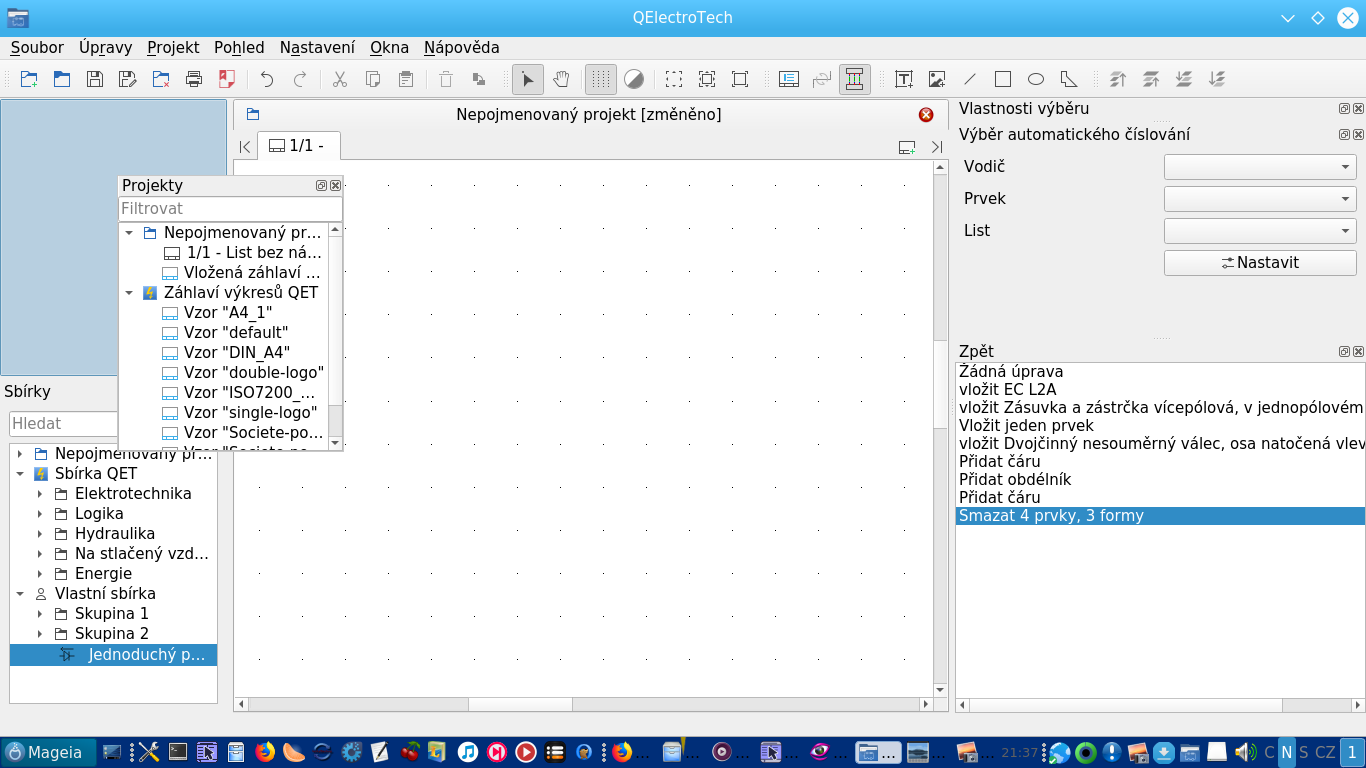 QElectroTech
Soubor Úpravy Projekt Pohled Nastavení Okna Nápověda
Nepojmenovaný projekt [změněno]
1/1 -
Projekty
Filtrovat
Nepojmenovaný pr...
1/1 - List bez ná...
Vložená záhlaví ...
Záhlaví výkresů QET
Vzor "A4_1"
Vzor "default"
Vzor "DIN_A4"
Vzor "double-logo"
Vzor "ISO7200_...
Vzor "single-logo"
Vzor "Societe-po...
Sbírky
Hledat
Nepojmenovaný pr...
Sbírka QET
Elektrotechnika
Logika
Hydraulika
Na stlačený vzd...
Energie
Vlastní sbírka
Skupina 1
Skupina 2
Jednoduchý p...
Vlastnosti výběru
Výběr automatického číslování
Vodič
Prvek
List
Nastavit
Zpět
Žádná úprava
vložit EC L2A
vložit Zásuvka a zástrčka vícepólová, v jednopólovém
Vložit jeden prvek
vložit Dvojčinný nesouměrný válec, osa natočená vlev
Přidat čáru
Přidat obdélník
Přidat čáru
Smazat 4 prvky, 3 formy
Mageia
... ... ... ... ... ... ... ... 21:37 C N S CZ 1